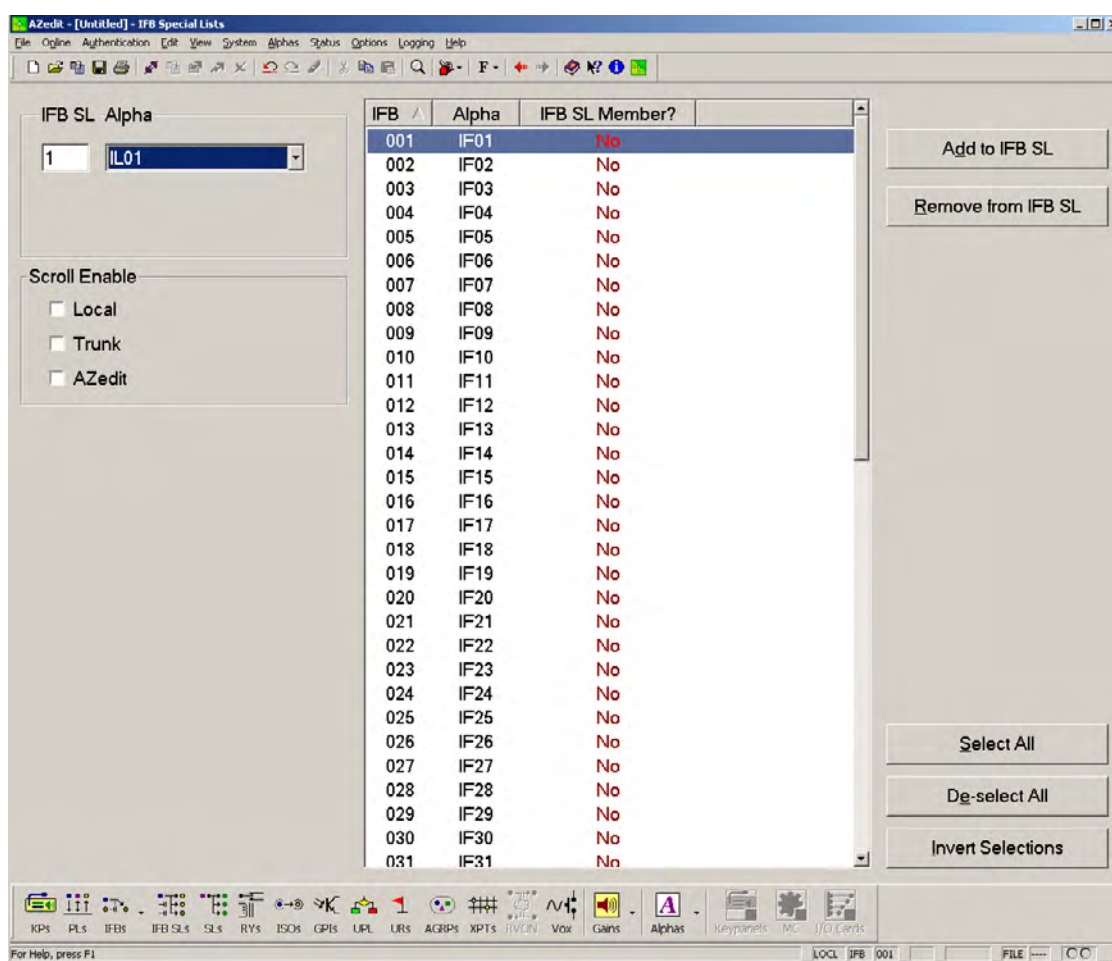 AZedit - [Untitled] - IFB Special Lists
File Online Authentication Edit View System Alphas Status Options Logging Help
IFB SL Alpha
1 IL01
Scroll Enable
Local
Trunk
AZedit
IFB Alpha IFB SL Member?
001 IF01 No
002 IF02 No
003 IF03 No
004 IF04 No
005 IF05 No
006 IF06 No
007 IF07 No
008 IF08 No
009 IF09 No
010 IF10 No
011 IF11 No
012 IF12 No
013 IF13 No
014 IF14 No
015 IF15 No
016 IF16 No
017 IF17 No
018 IF18 No
019 IF19 No
020 IF20 No
021 IF21 No
022 IF22 No
023 IF23 No
024 IF24 No
025 IF25 No
026 IF26 No
027 IF27 No
028 IF28 No
029 IF29 No
030 IF30 No
031 IF31 No
Add to IFB SL
Remove from IFB SL
Select All
De-select All
Invert Selections
KPs PLs IFBs IFB SLs SLs RYs ISOs GPIs UPL URs AGRPs XPTs RVON Vox Gains Alphas Keypanels MC I/O Cards
For Help, press F1 LOCL IFB 001 FILE ----